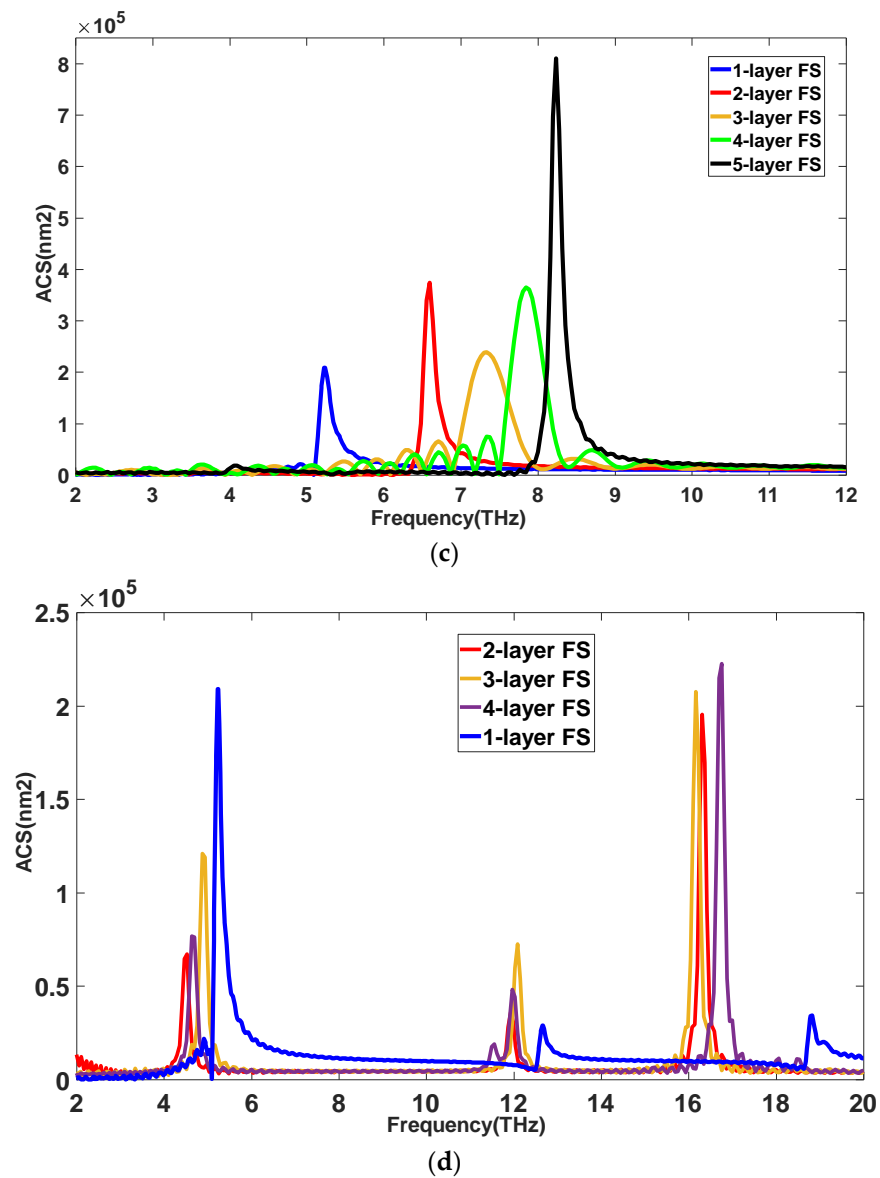 ×10^5
8
7
6
5
4
3
2
1
0
ACS(nm2)
1-layer FS
2-layer FS
3-layer FS
4-layer FS
5-layer FS
2 3 4 5 6 7 8 9 10 11 12
Frequency(THz)
(c)
×10^5
2.5
2
1.5
1
0.5
0
ACS(nm2)
2-layer FS
3-layer FS
4-layer FS
1-layer FS
2 4 6 8 10 12 14 16 18 20
Frequency(THz)
(d)